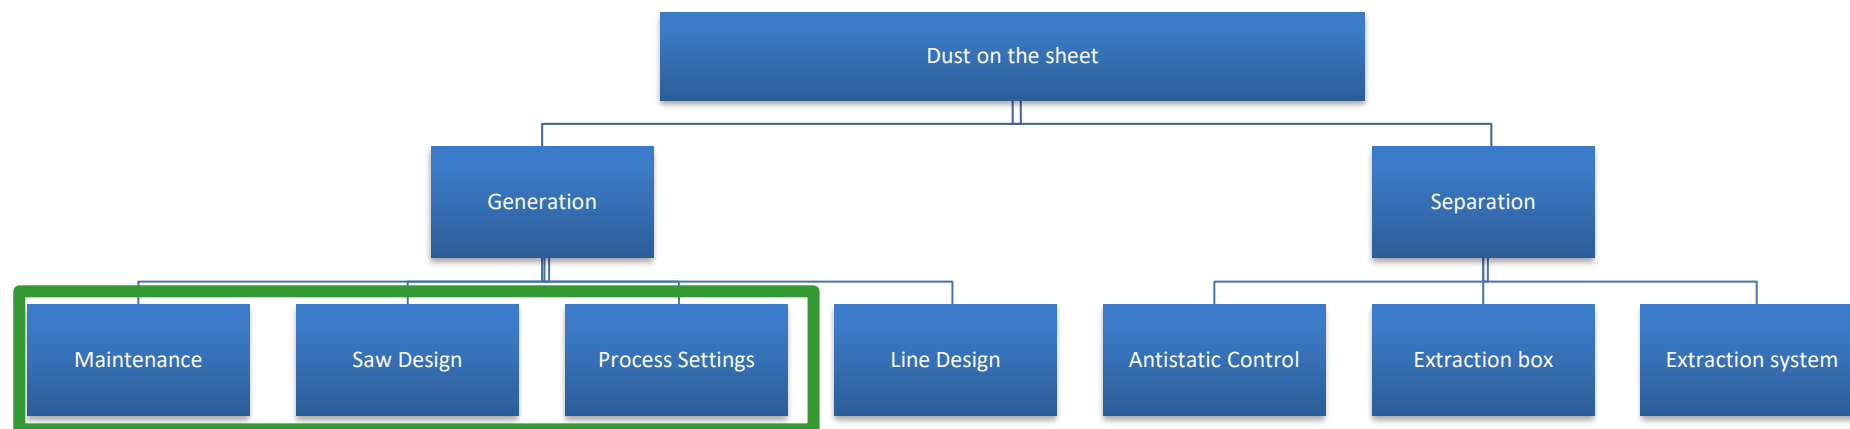 Dust on the sheet
Generation
Separation
Maintenance
Saw Design
Process Settings
Line Design
Antistatic Control
Extraction box
Extraction system